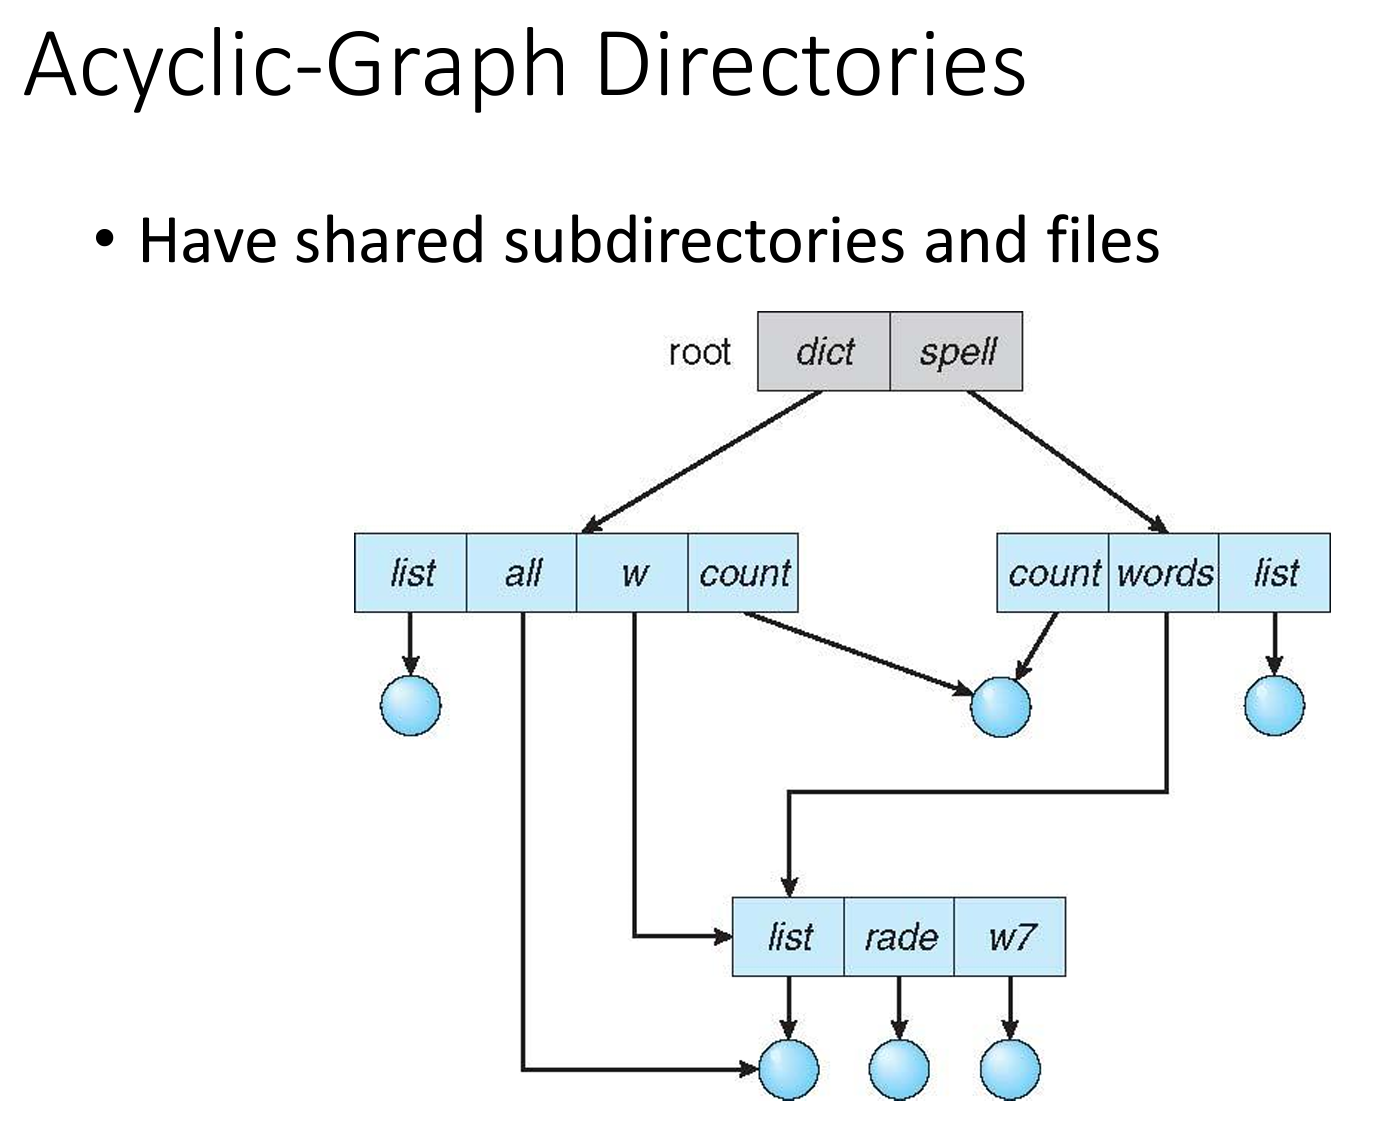 Acyclic-Graph Directories
• Have shared subdirectories and files
root dict spell
list all w count count words list
list rade w7